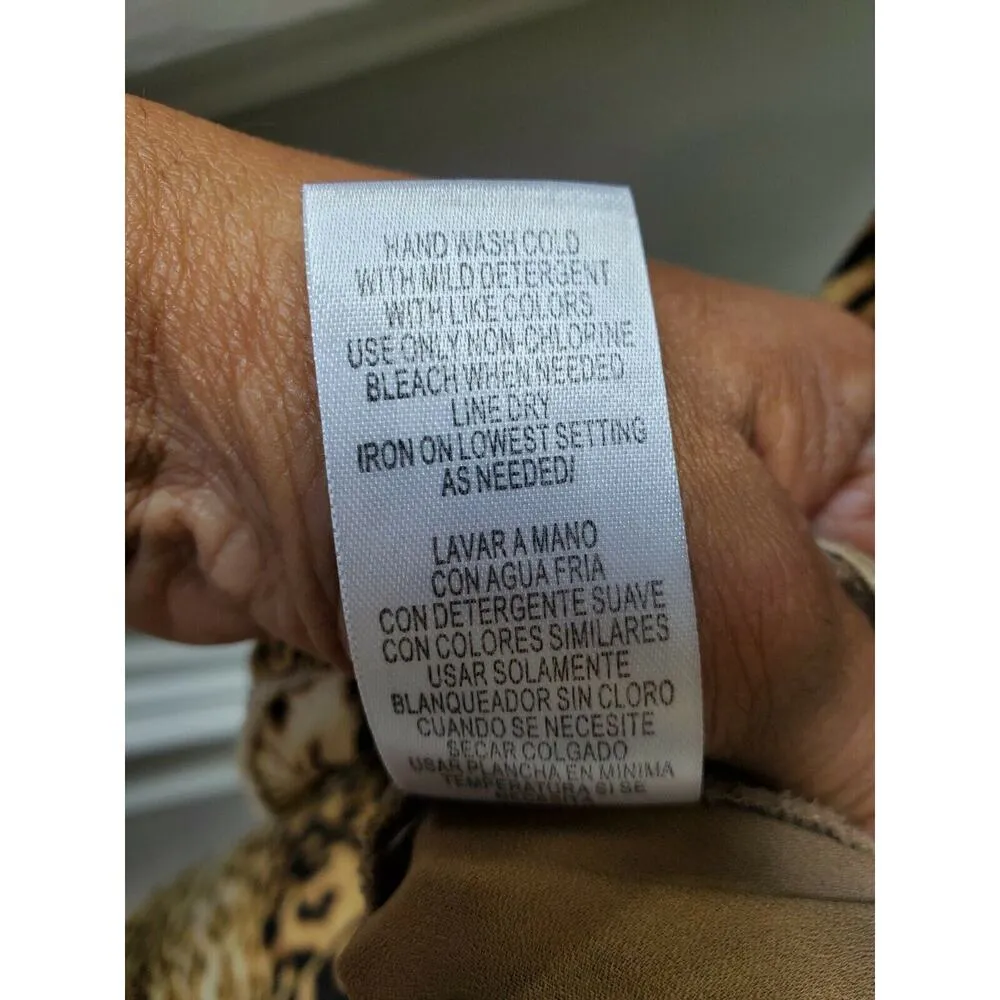 HAND WASH COLD
WITH MILD DETERGENT
WITH LIKE COLORS
USE ONLY NON-CHLORINE
BLEACH WHEN NEEDED
LINE DRY
IRON ON LOWEST SETTING
AS NEEDED/
LAVAR A MANO
CON AGUA FRIA
CON DETERGENTE SUAVE
CON COLORES SIMILARES
USAR SOLAMENTE
BLANQUEADOR SIN CLORO
CUANDO SE NECESITE
SECAR COLGADO
USAR PLANCHA EN MINIMA
TEMPERATURA SI SE